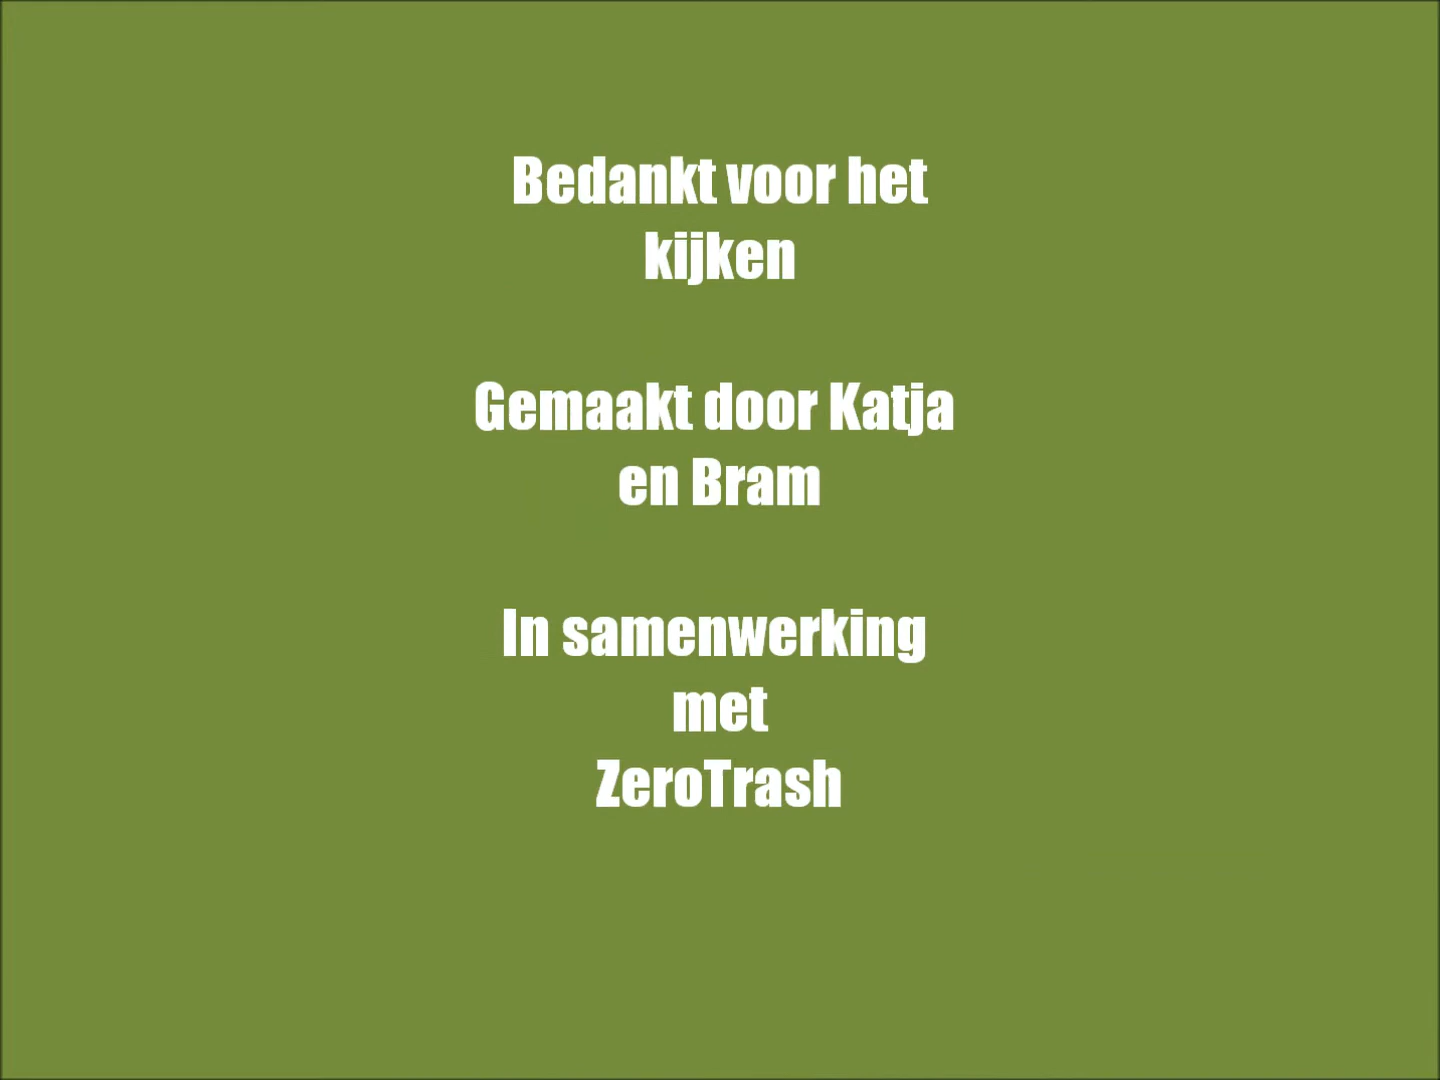 Bedankt voor het
kijken
Gemaakt door Katja
en Bram
In samenwerking
met
ZeroTrash